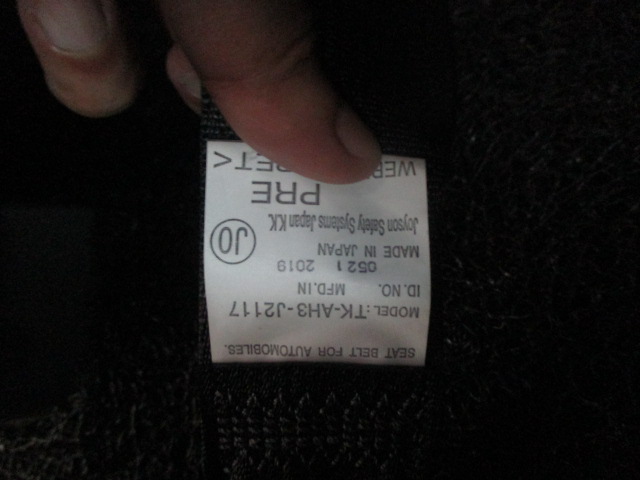 SEAT BELT FOR AUTOMOBILES.
MODEL:TK-AH3-J2117
ID.NO. MFD.IN
0521 2019
MADE IN JAPAN
Joyson Safety Systems Japan K.K.
JO
PRE